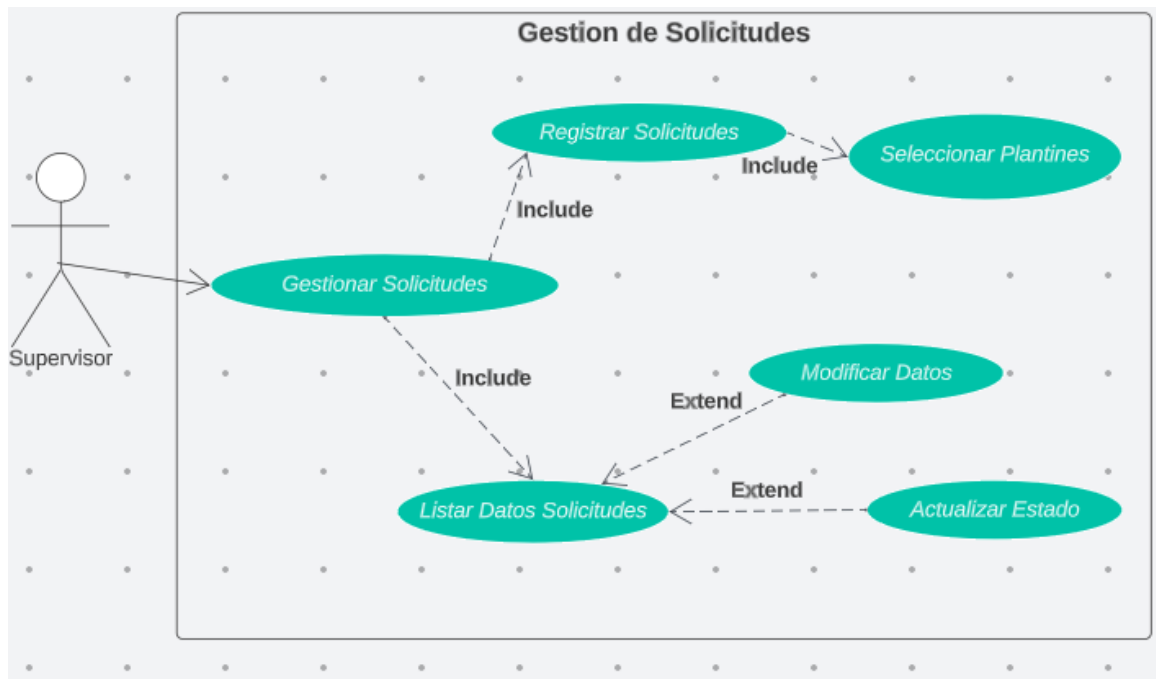 Gestion de Solicitudes
Registrar Solicitudes
Seleccionar Plantines
Include
Include
Gestionar Solicitudes
Supervisor
Include
Modificar Datos
Extend
Extend
Listar Datos Solicitudes
Actualizar Estado